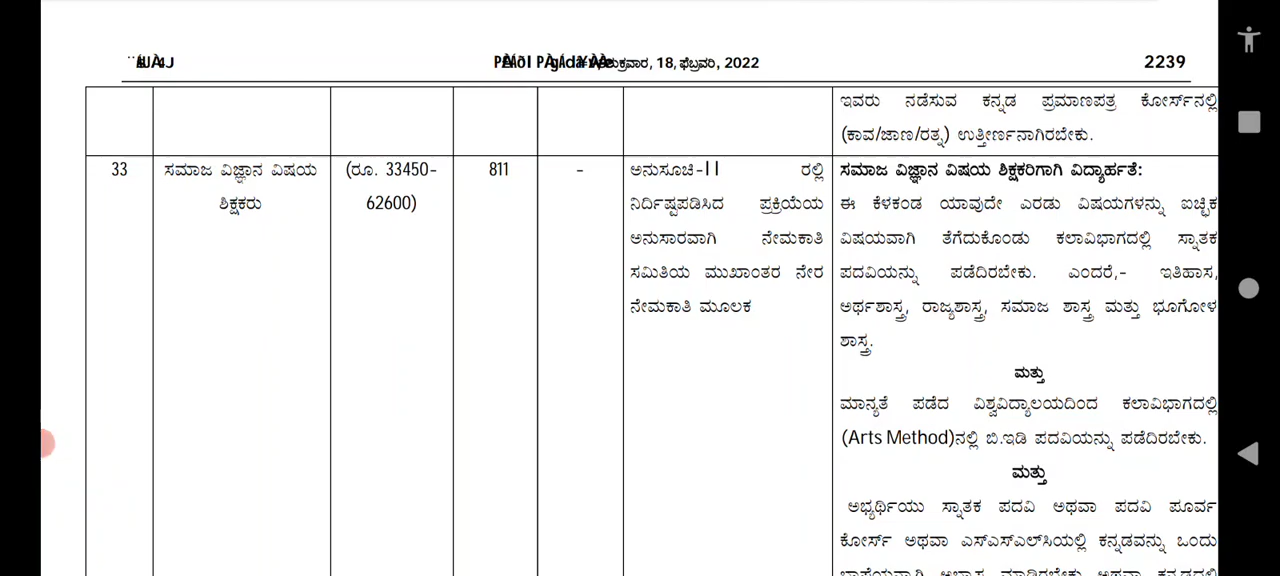 ಶುಕ್ರವಾರ, 18, ಫೆಬ್ರವರಿ, 2022 2239
ಇವರು ನಡೆಸುವ ಕನ್ನಡ ಪ್ರಮಾಣಪತ್ರ ಕೋರ್ಸ್‌ನಲ್ಲಿ
(ಕಾವ/ಜಾಣ/ರತ್ನ) ಉತ್ತೀರ್ಣನಾಗಿರಬೇಕು.
33
ಸಮಾಜ ವಿಜ್ಞಾನ ವಿಷಯ
ಶಿಕ್ಷಕರು
(ರೂ. 33450-
62600)
811
-
ಅನುಸೂಚಿ-II ರಲ್ಲಿ
ನಿರ್ದಿಷ್ಟಪಡಿಸಿದ ಪ್ರಕ್ರಿಯೆಯ
ಅನುಸಾರವಾಗಿ ನೇಮಕಾತಿ
ಸಮಿತಿಯ ಮುಖಾಂತರ ನೇರ
ನೇಮಕಾತಿ ಮೂಲಕ
ಸಮಾಜ ವಿಜ್ಞಾನ ವಿಷಯ ಶಿಕ್ಷಕರಿಗಾಗಿ ವಿದ್ಯಾರ್ಹತೆ:
ಈ ಕೆಳಕಂಡ ಯಾವುದೇ ಎರಡು ವಿಷಯಗಳನ್ನು ಐಚ್ಛಿಕ
ವಿಷಯವಾಗಿ ತೆಗೆದುಕೊಂಡು ಕಲಾವಿಭಾಗದಲ್ಲಿ ಸ್ನಾತಕ
ಪದವಿಯನ್ನು ಪಡೆದಿರಬೇಕು. ಎಂದರೆ,- ಇತಿಹಾಸ,
ಅರ್ಥಶಾಸ್ತ್ರ, ರಾಜ್ಯಶಾಸ್ತ್ರ, ಸಮಾಜ ಶಾಸ್ತ್ರ ಮತ್ತು ಭೂಗೋಳ
ಶಾಸ್ತ್ರ.
ಮತ್ತು
ಮಾನ್ಯತೆ ಪಡೆದ ವಿಶ್ವವಿದ್ಯಾಲಯದಿಂದ ಕಲಾವಿಭಾಗದಲ್ಲಿ
(Arts Method)ನಲ್ಲಿ ಬಿ.ಇಡಿ ಪದವಿಯನ್ನು ಪಡೆದಿರಬೇಕು.
ಮತ್ತು
ಅಭ್ಯರ್ಥಿಯು ಸ್ನಾತಕ ಪದವಿ ಅಥವಾ ಪದವಿ ಪೂರ್ವ
ಕೋರ್ಸ್ ಅಥವಾ ಎಸ್‌ಎಸ್‌ಎಲ್‌ಸಿಯಲ್ಲಿ ಕನ್ನಡವನ್ನು ಒಂದು